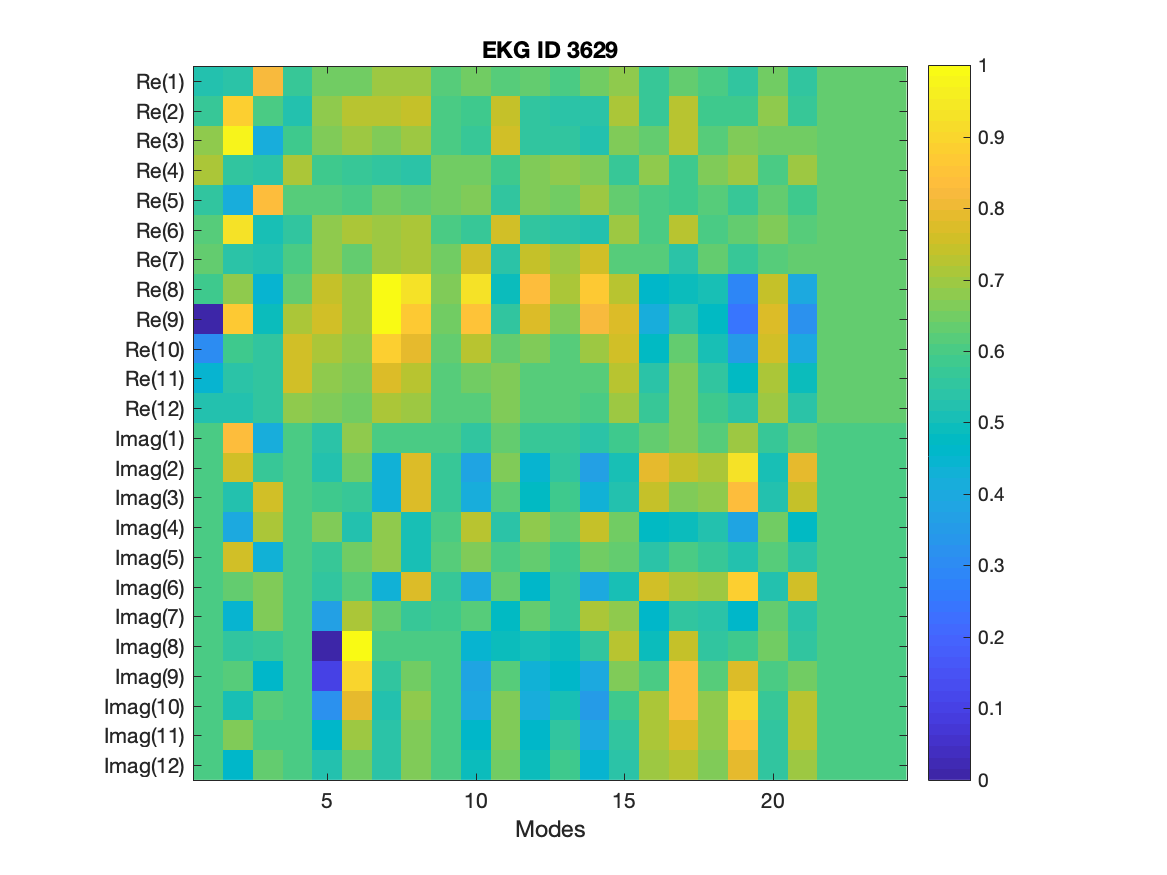 EKG ID 3629
Re(1)
Re(2)
Re(3)
Re(4)
Re(5)
Re(6)
Re(7)
Re(8)
Re(9)
Re(10)
Re(11)
Re(12)
Imag(1)
Imag(2)
Imag(3)
Imag(4)
Imag(5)
Imag(6)
Imag(7)
Imag(8)
Imag(9)
Imag(10)
Imag(11)
Imag(12)
5 10 15 20
Modes
1
0.9
0.8
0.7
0.6
0.5
0.4
0.3
0.2
0.1
0